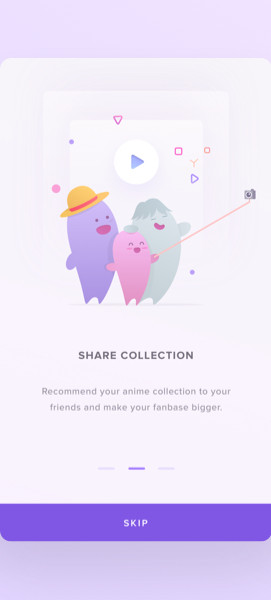 SHARE COLLECTION
Recommend your anime collection to your
friends and make your fanbase bigger.
SKIP